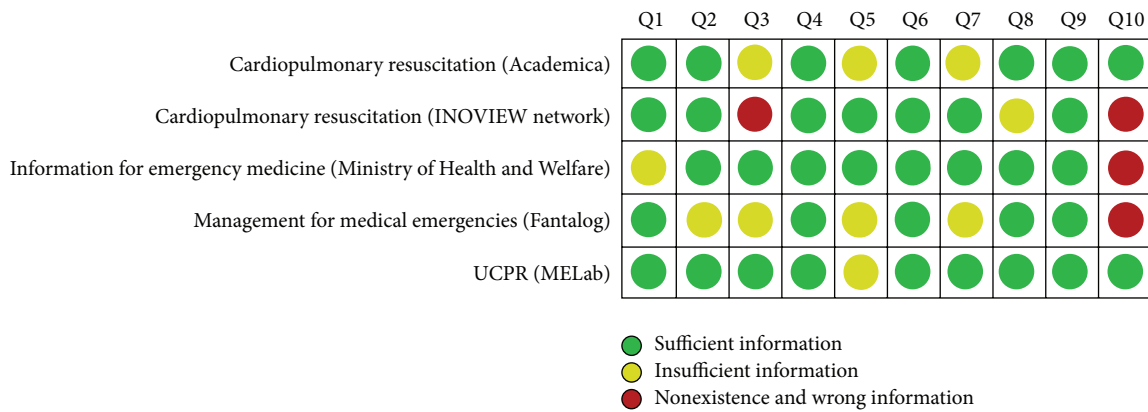 Q1 Q2 Q3 Q4 Q5 Q6 Q7 Q8 Q9 Q10
Cardiopulmonary resuscitation (Academica)
Cardiopulmonary resuscitation (INOVIEW network)
Information for emergency medicine (Ministry of Health and Welfare)
Management for medical emergencies (Fantalog)
UCPR (MELab)
Sufficient information
Insufficient information
Nonexistence and wrong information